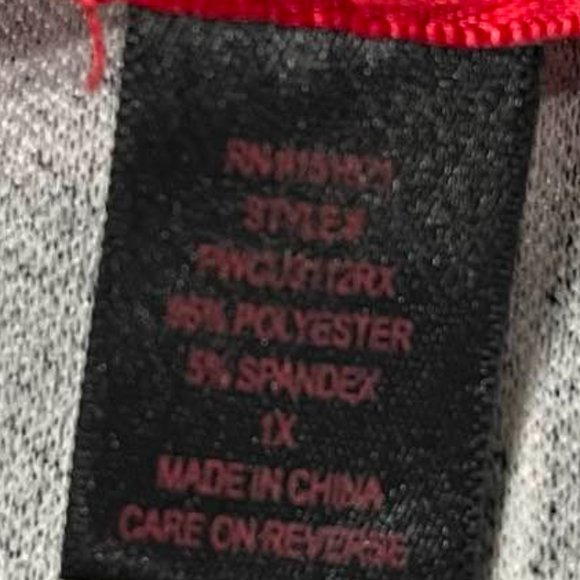 STYLE#
95% POLYESTER
5% SPANDEX
1X
MADE IN CHINA
CARE ON REVERSE